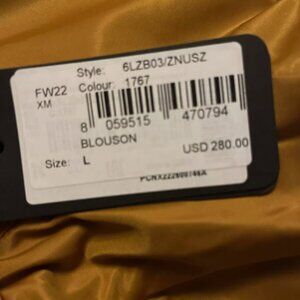 Style: 6LZB03/ZNUSZ
FW22 Colour: 1767
XM
8 059515 470794
BLOUSON
USD 280.00
Size: L